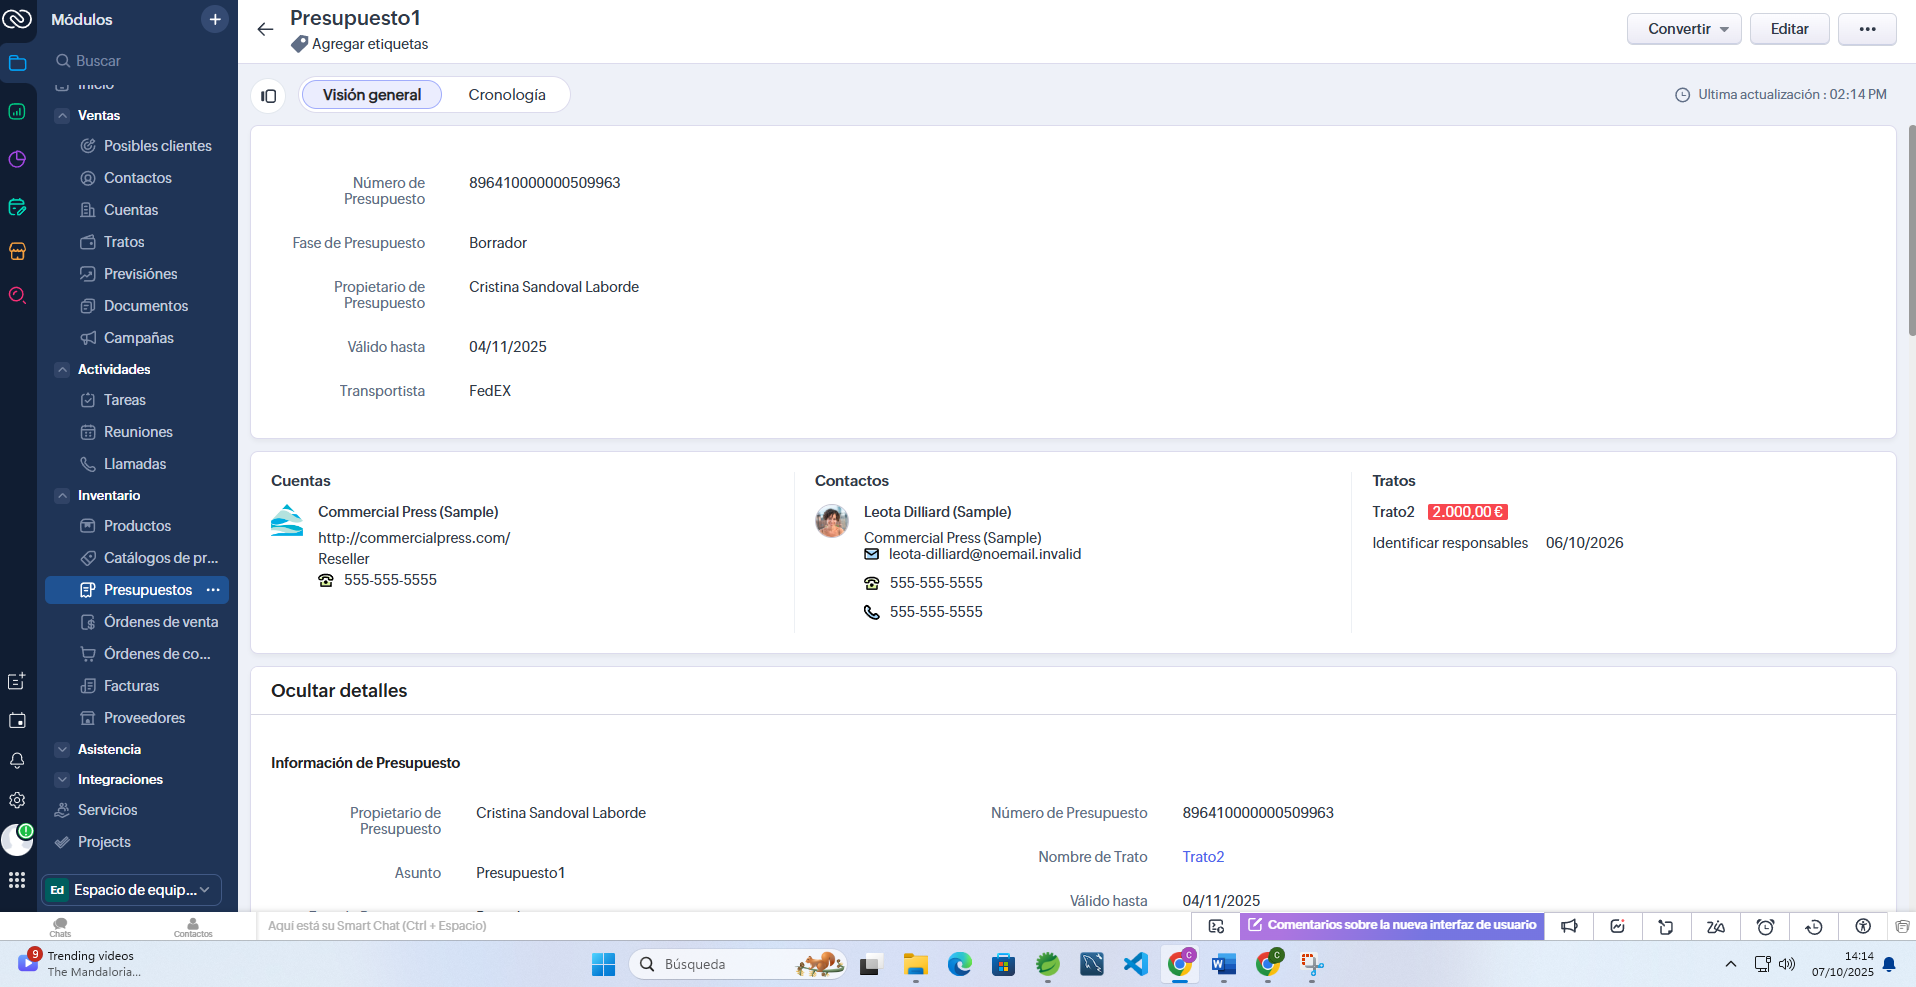 Módulos
Buscar
Inicio
Ventas
Posibles clientes
Contactos
Cuentas
Tratos
Previsiónes
Documentos
Campañas
Actividades
Tareas
Reuniones
Llamadas
Inventario
Productos
Catálogos de pr...
Presupuestos
Órdenes de venta
Órdenes de co...
Facturas
Proveedores
Asistencia
Integraciones
Servicios
Projects
Ed Espacio de equip...
Presupuesto1
Agregar etiquetas
Convertir
Editar
Visión general
Cronología
Ultima actualización : 02:14 PM
Número de Presupuesto 896410000000509963
Fase de Presupuesto Borrador
Propietario de Presupuesto Cristina Sandoval Laborde
Válido hasta 04/11/2025
Transportista FedEX
Cuentas
Commercial Press (Sample)
http://commercialpress.com/
Reseller
555-555-5555
Contactos
Leota Dilliard (Sample)
Commercial Press (Sample)
leota-dilliard@noemail.invalid
555-555-5555
555-555-5555
Tratos
Trato2 2.000,00 €
Identificar responsables 06/10/2026
Ocultar detalles
Información de Presupuesto
Propietario de Presupuesto Cristina Sandoval Laborde
Asunto Presupuesto1
Número de Presupuesto 896410000000509963
Nombre de Trato Trato2
Válido hasta 04/11/2025
Chats
Contactos
Aquí está su Smart Chat (Ctrl + Espacio)
Comentarios sobre la nueva interfaz de usuario
9
Trending videos
The Mandaloria...
Búsqueda
14:14
07/10/2025